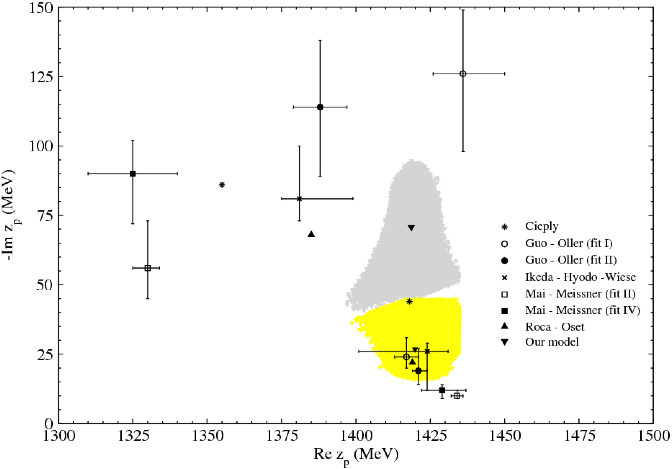 150
125
100
75
50
25
0
-Im z_p (MeV)
Cieply
Guo - Oller (fit I)
Guo - Oller (fit II)
Ikeda - Hyodo -Wiese
Mai - Meissner (fit II)
Mai - Meissner (fit IV)
Roca - Oset
Our model
1300 1325 1350 1375 1400 1425 1450 1475 1500
Re z_p (MeV)